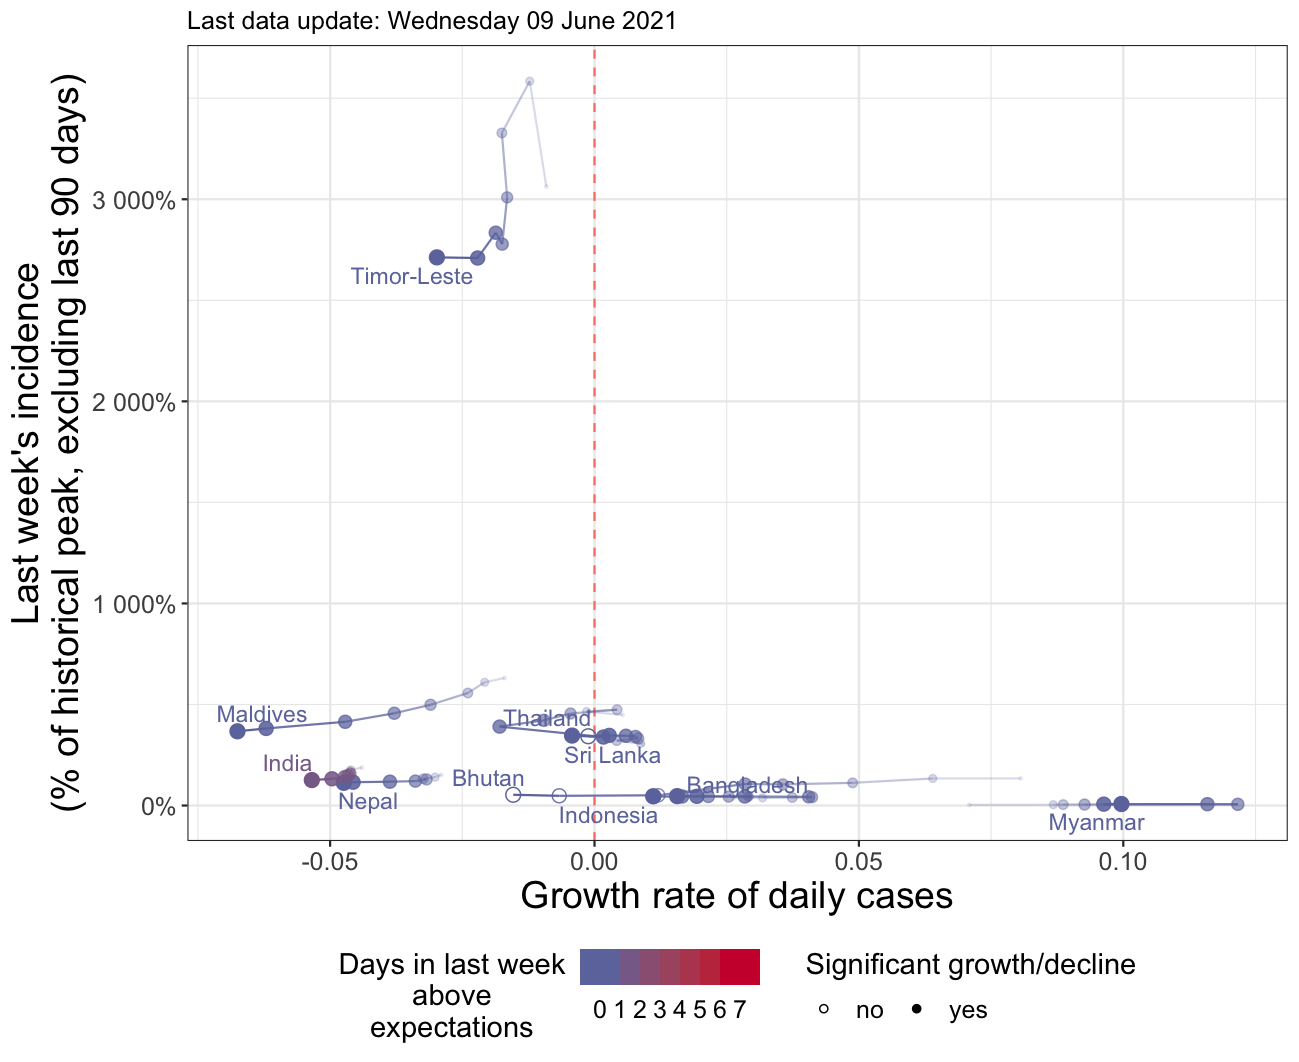 Last data update: Wednesday 09 June 2021
Last week's incidence
(% of historical peak, excluding last 90 days)
3 000%
2 000%
1 000%
0%
Timor-Leste
Maldives
Thailand
Sri Lanka
India
Nepal
Bhutan
Bangladesh
Indonesia
Myanmar
-0.05
0.00
0.05
0.10
Growth rate of daily cases
Days in last week
above
expectations
0 1 2 3 4 5 6 7
Significant growth/decline
no
yes